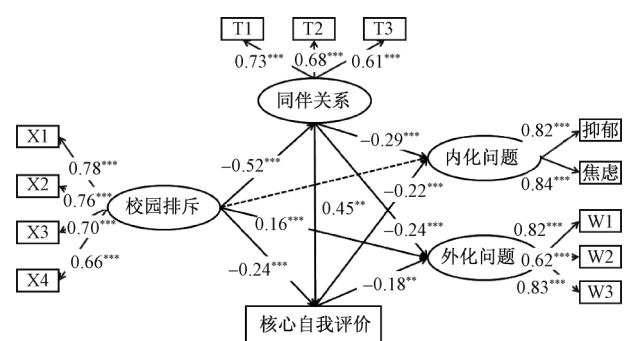 T1 T2 T3
0.73*** 0.68*** 0.61***
同伴关系
X1
X2
X3
X4
0.78***
0.76***
0.70***
0.66***
校园排斥
−0.52***
0.16***
−0.24***
0.45**
−0.29***
−0.22***
−0.24***
−0.18**
内化问题
0.82***
0.84***
抑郁
焦虑
外化问题
0.82***
0.62***
0.83***
W1
W2
W3
核心自我评价